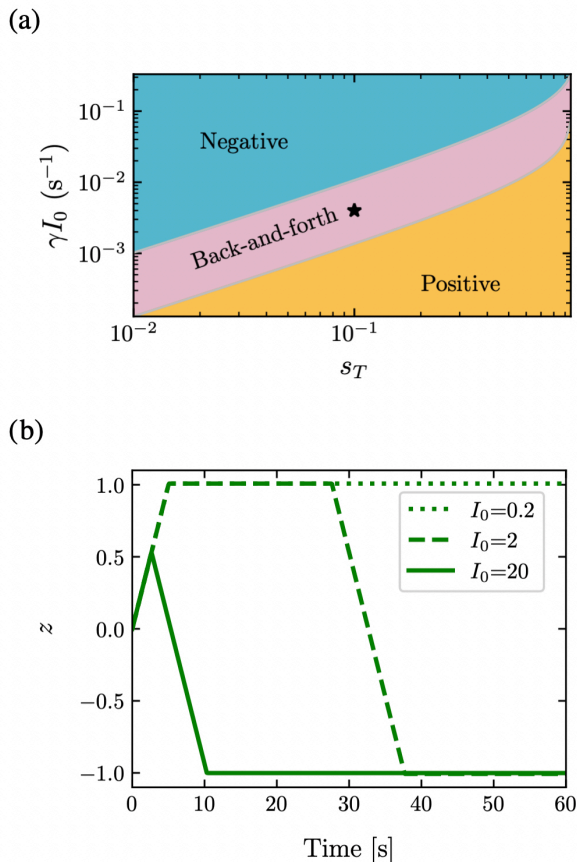 (a)
10⁻¹
10⁻²
10⁻³
γI₀ (s⁻¹)
Negative
Back-and-forth
Positive
10⁻² 10⁻¹
s_T
(b)
1.0
0.5
0.0
−0.5
−1.0
z
I₀=0.2
I₀=2
I₀=20
0 10 20 30 40 50 60
Time [s]